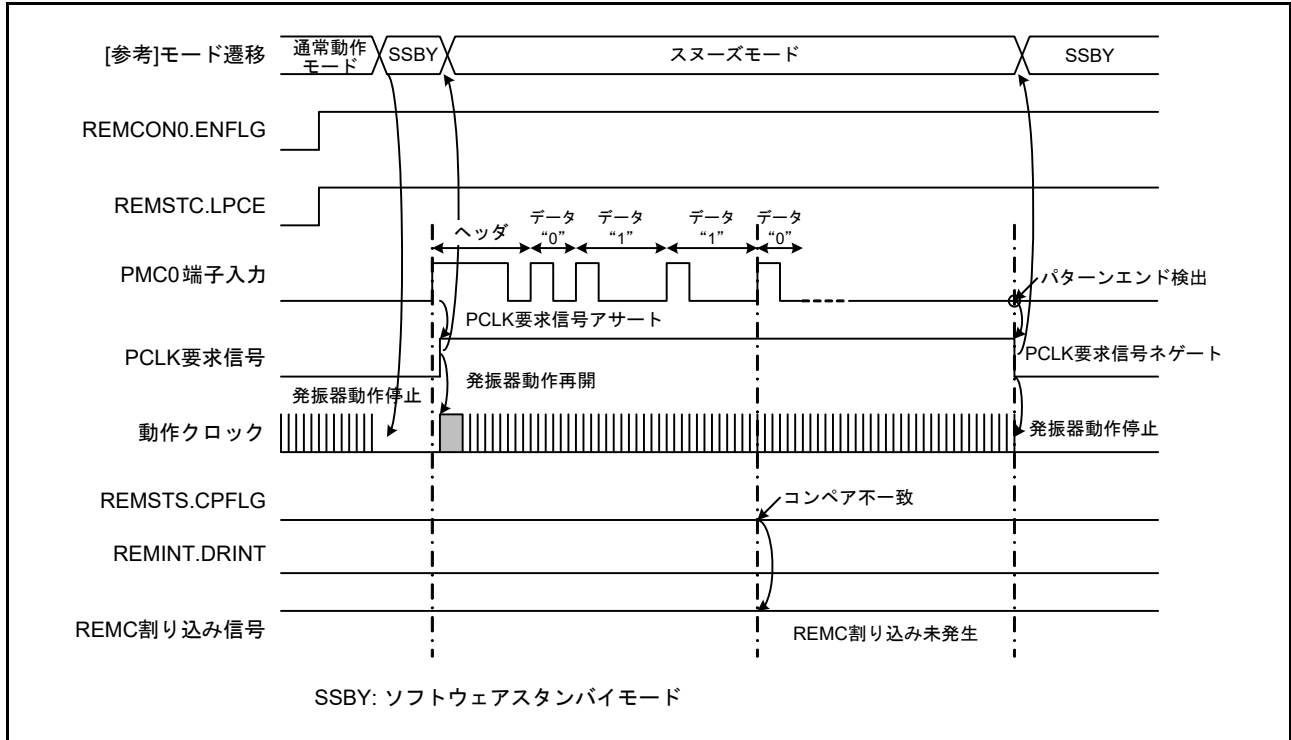 [参考]モード遷移
通常動作
モード
SSBY
スヌーズモード
SSBY
REMCON0.ENFLG
REMSTC.LPCE
ヘッダ
データ
“0”
データ
“1”
データ
“1”
データ
“0”
PMC0端子入力
パターンエンド検出
PCLK要求信号アサート
PCLK要求信号
PCLK要求信号ネゲート
発振器動作停止
発振器動作再開
動作クロック
発振器動作停止
REMSTS.CPFLG
コンペア不一致
REMINT.DRINT
REMC割り込み信号
REMC割り込み未発生
SSBY: ソフトウェアスタンバイモード